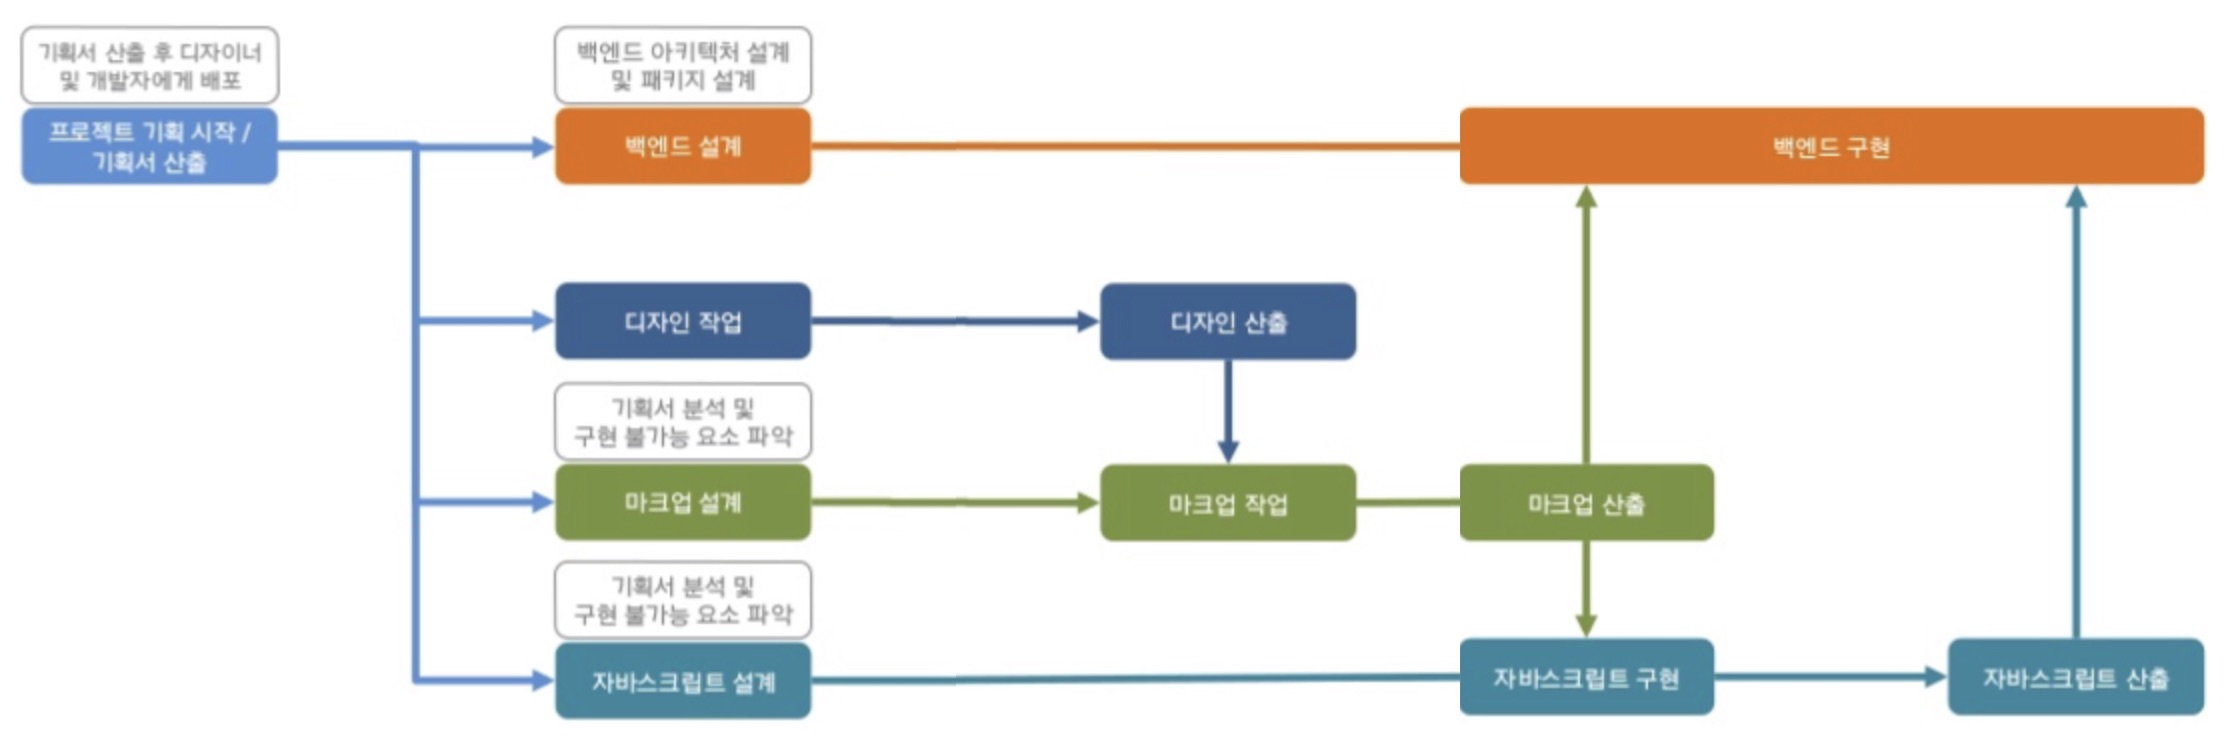 기획서 산출 후 디자이너
및 개발자에게 배포
프로젝트 기획 시작 /
기획서 산출
백엔드 아키텍처 설계
및 패키지 설계
백엔드 설계
백엔드 구현
디자인 작업
디자인 산출
기획서 분석 및
구현 불가능 요소 파악
마크업 설계
마크업 작업
마크업 산출
기획서 분석 및
구현 불가능 요소 파악
자바스크립트 설계
자바스크립트 구현
자바스크립트 산출